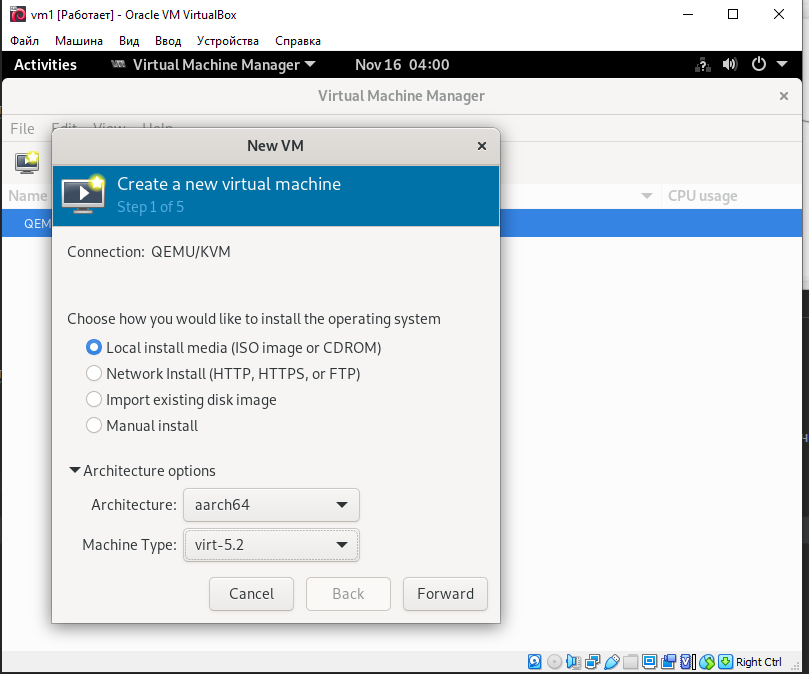 vm1 [Работает] - Oracle VM VirtualBox
Файл Машина Вид Ввод Устройства Справка
Activities Virtual Machine Manager Nov 16 04:00
Virtual Machine Manager
File Edit View Help
New VM
Create a new virtual machine
Step 1 of 5
Name CPU usage
QEM
Connection: QEMU/KVM
Choose how you would like to install the operating system
Local install media (ISO image or CDROM)
Network Install (HTTP, HTTPS, or FTP)
Import existing disk image
Manual install
Architecture options
Architecture: aarch64
Machine Type: virt-5.2
Cancel Back Forward
Right Ctrl